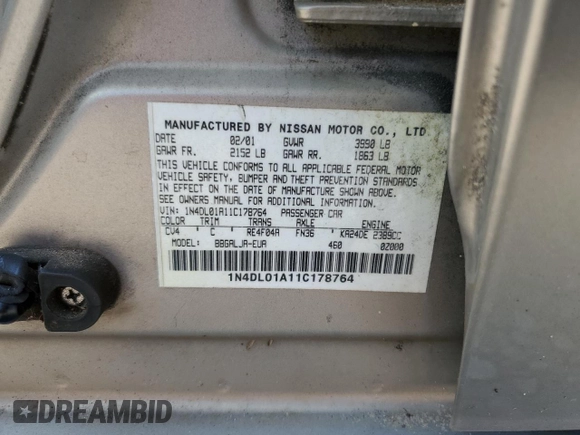 MANUFACTURED BY NISSAN MOTOR CO., LTD.
DATE 02/01 GVWR 3990 LB
GAWR FR. 2152 LB GAWR RR. 1863 LB
THIS VEHICLE CONFORMS TO ALL APPLICABLE FEDERAL MOTOR
VEHICLE SAFETY, BUMPER AND THEFT PREVENTION STANDARDS
IN EFFECT ON THE DATE OF MANUFACTURE SHOWN ABOVE.
SEE OWNERS MANUAL FOR ADDITIONAL INFORMATION.
VIN: 1N4DL01A11C178764 PASSENGER CAR
COLOR TRIM TRANS AXLE ENGINE
CV4 C RE4F04A FN36 KA24DE 2389CC
MODEL: BBGALJA-EUA 460 0Z000
1N4DL01A11C178764
DREAMBID